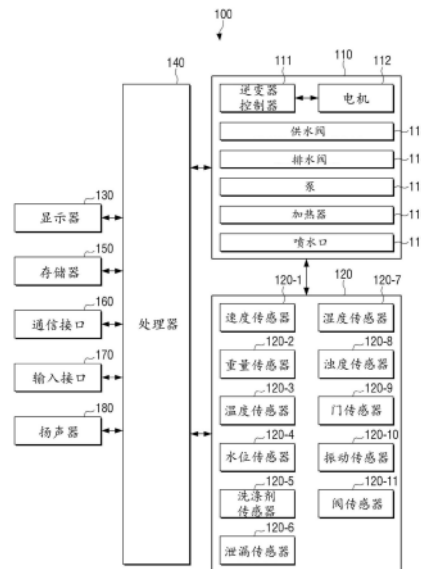 100
140
110
111
112
逆变器
控制器
电机
供水阀
11
排水阀
11
泵
11
加热器
11
喷水口
11
130
显示器
150
存储器
160
通信接口
170
输入接口
180
扬声器
处理器
120-1
120
120-7
速度传感器
湿度传感器
120-2
120-8
重量传感器
浊度传感器
120-3
120-9
温度传感器
门传感器
120-4
120-10
水位传感器
振动传感器
120-5
120-11
洗涤剂
传感器
阀传感器
120-6
泄漏传感器